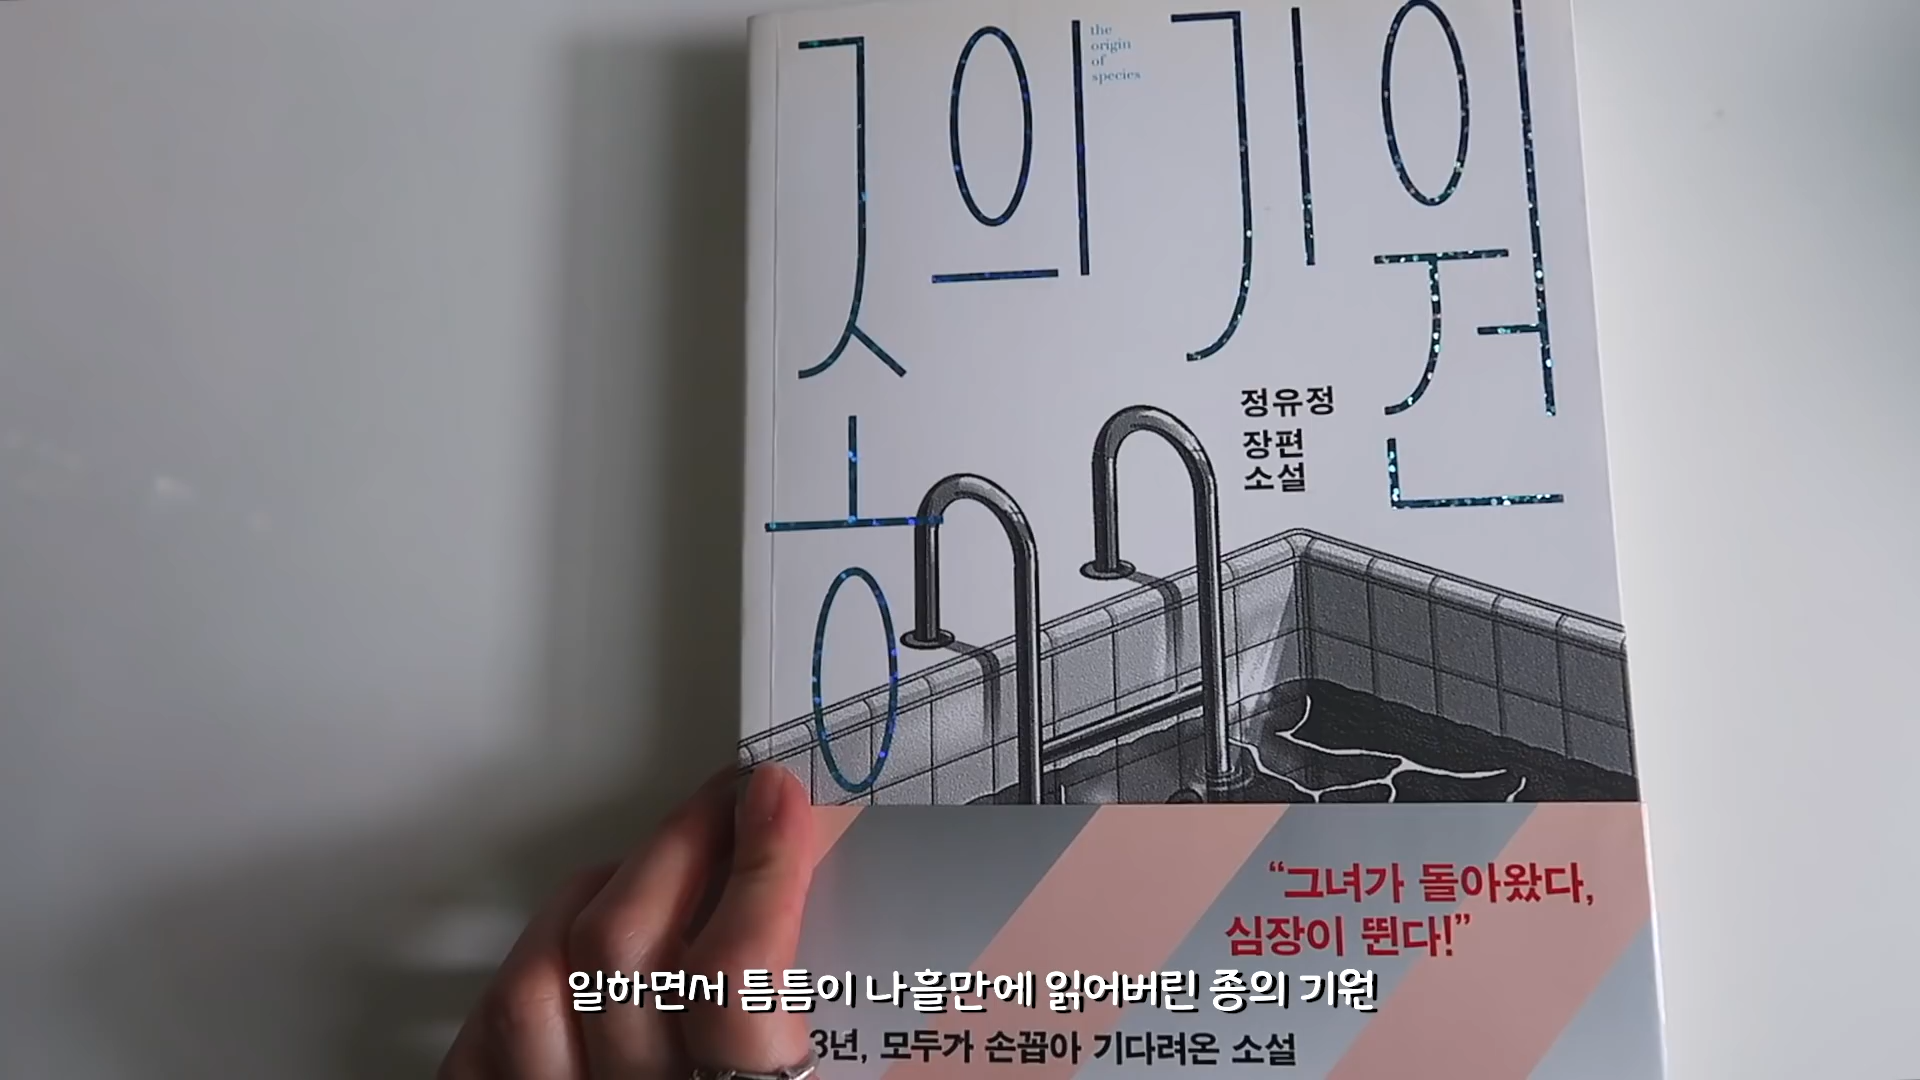 종의 기원
the
origin
of
species
정유정
장편
소설
“그녀가 돌아왔다,
심장이 뛴다!”
일하면서 틈틈이 나흘만에 읽어버린 종의 기원
3년, 모두가 손꼽아 기다려온 소설